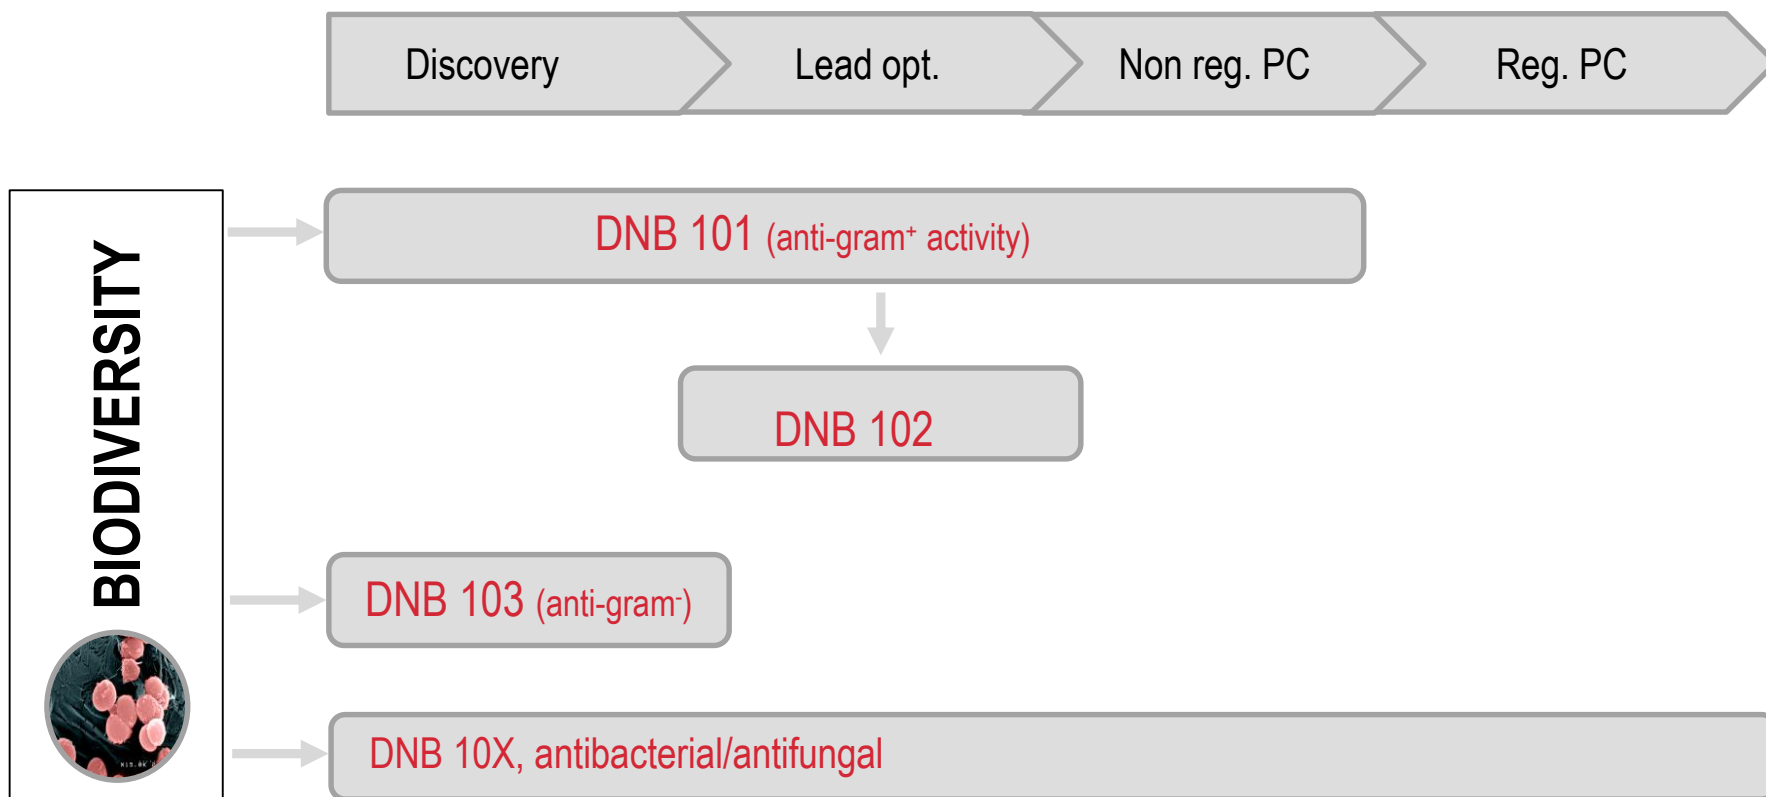 Discovery
Lead opt.
Non reg. PC
Reg. PC
BIODIVERSITY
DNB 101 (anti-gram⁺ activity)
DNB 102
DNB 103 (anti-gram⁻)
DNB 10X, antibacterial/antifungal